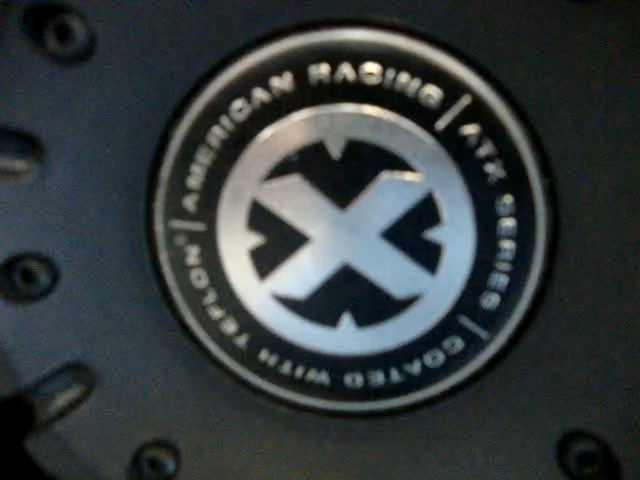 AMERICAN RACING | ATX SERIES | COATED WITH TEFLON® |
X